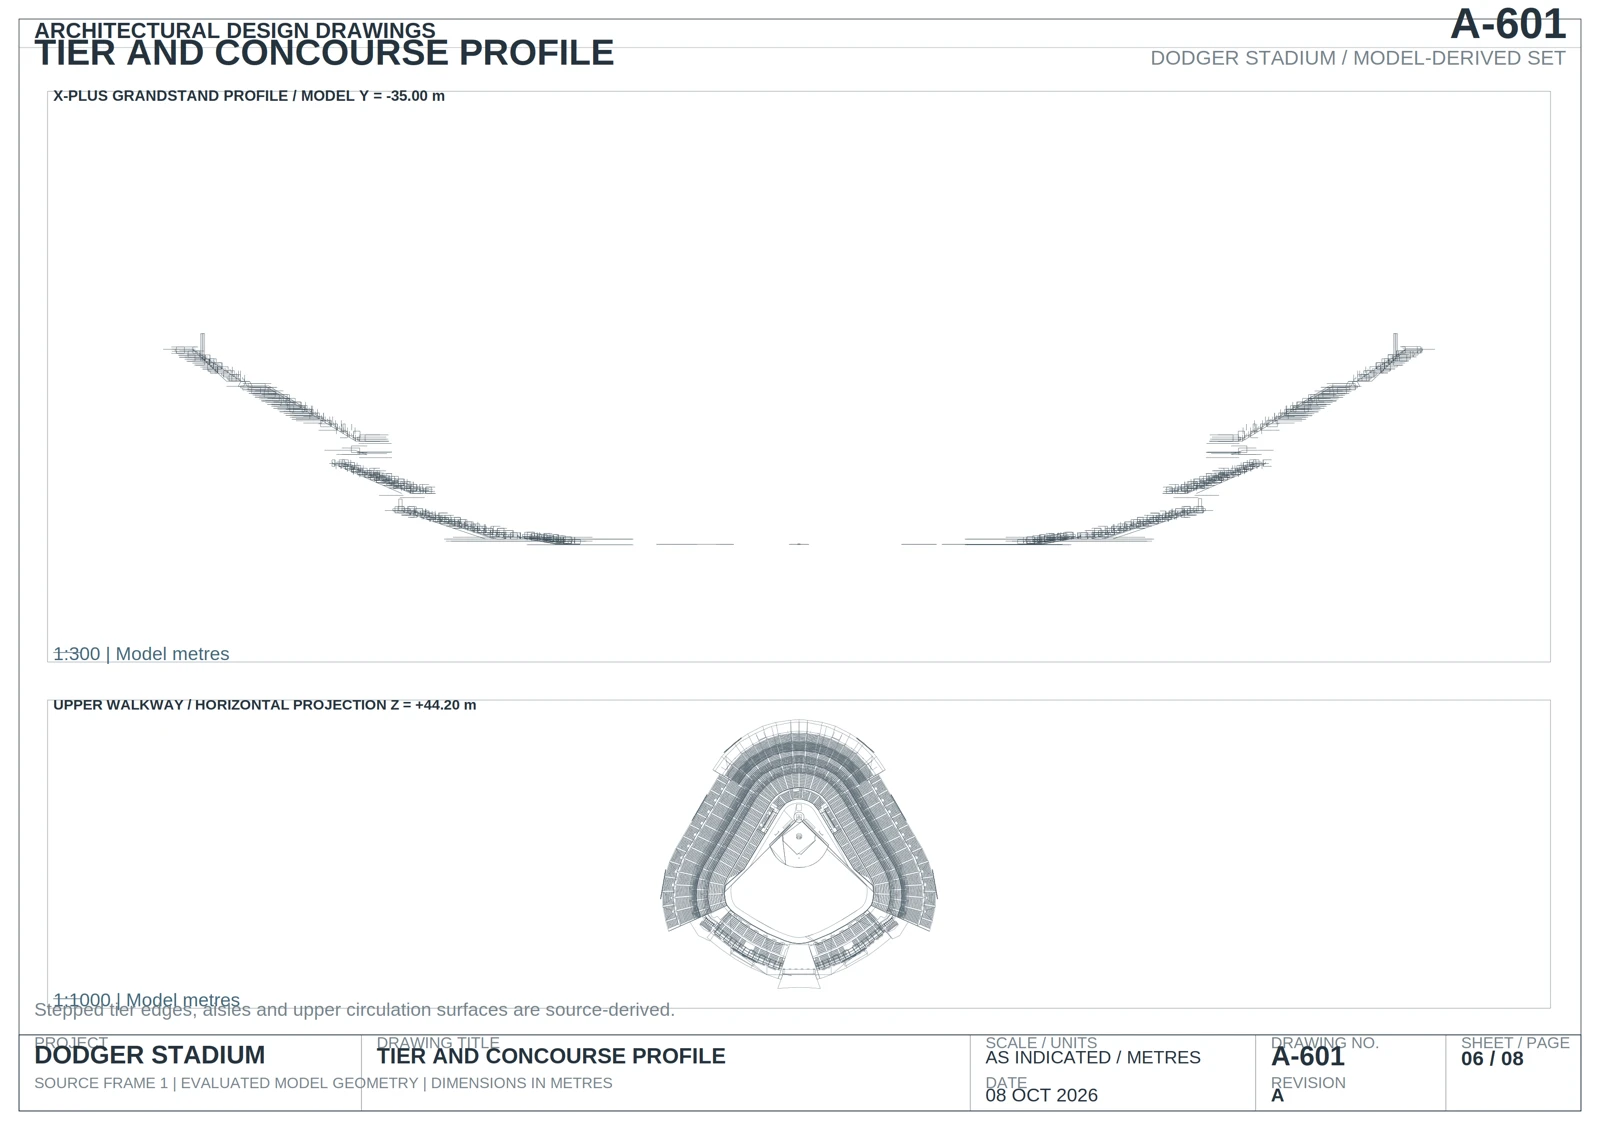 ARCHITECTURAL DESIGN DRAWINGS
TIER AND CONCOURSE PROFILE
A-601
DODGER STADIUM / MODEL-DERIVED SET
X-PLUS GRANDSTAND PROFILE / MODEL Y = -35.00 m
1:300 | Model metres
UPPER WALKWAY / HORIZONTAL PROJECTION Z = +44.20 m
1:1000 | Model metres
Stepped tier edges, aisles and upper circulation surfaces are source-derived.
PROJECT
DODGER STADIUM
SOURCE FRAME 1 | EVALUATED MODEL GEOMETRY | DIMENSIONS IN METRES
DRAWING TITLE
TIER AND CONCOURSE PROFILE
SCALE / UNITS
AS INDICATED / METRES
DATE
08 OCT 2026
DRAWING NO.
A-601
REVISION
A
SHEET / PAGE
06 / 08